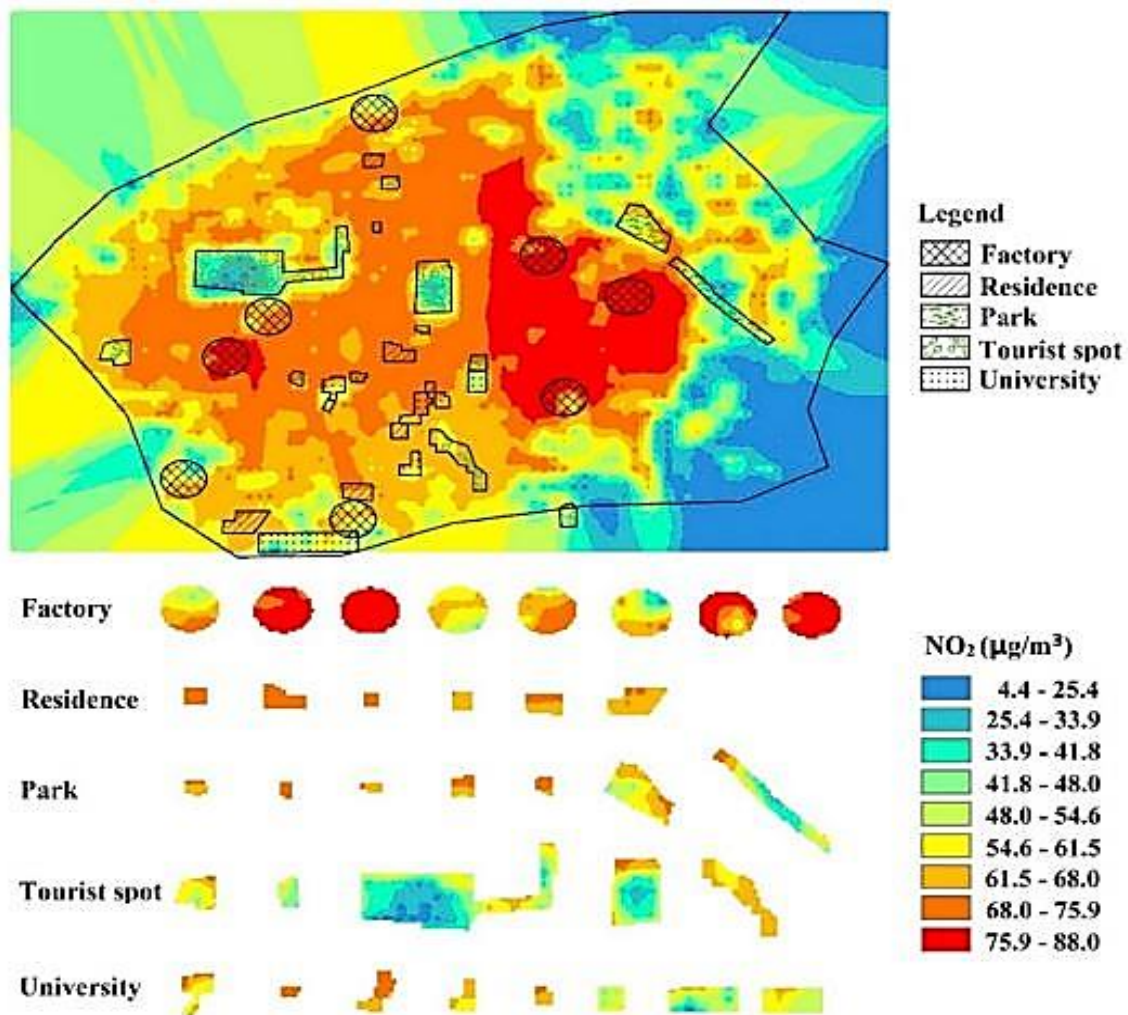 Legend
Factory
Residence
Park
Tourist spot
University
Factory
Residence
Park
Tourist spot
University
NO₂ (µg/m³)
4.4 - 25.4
25.4 - 33.9
33.9 - 41.8
41.8 - 48.0
48.0 - 54.6
54.6 - 61.5
61.5 - 68.0
68.0 - 75.9
75.9 - 88.0